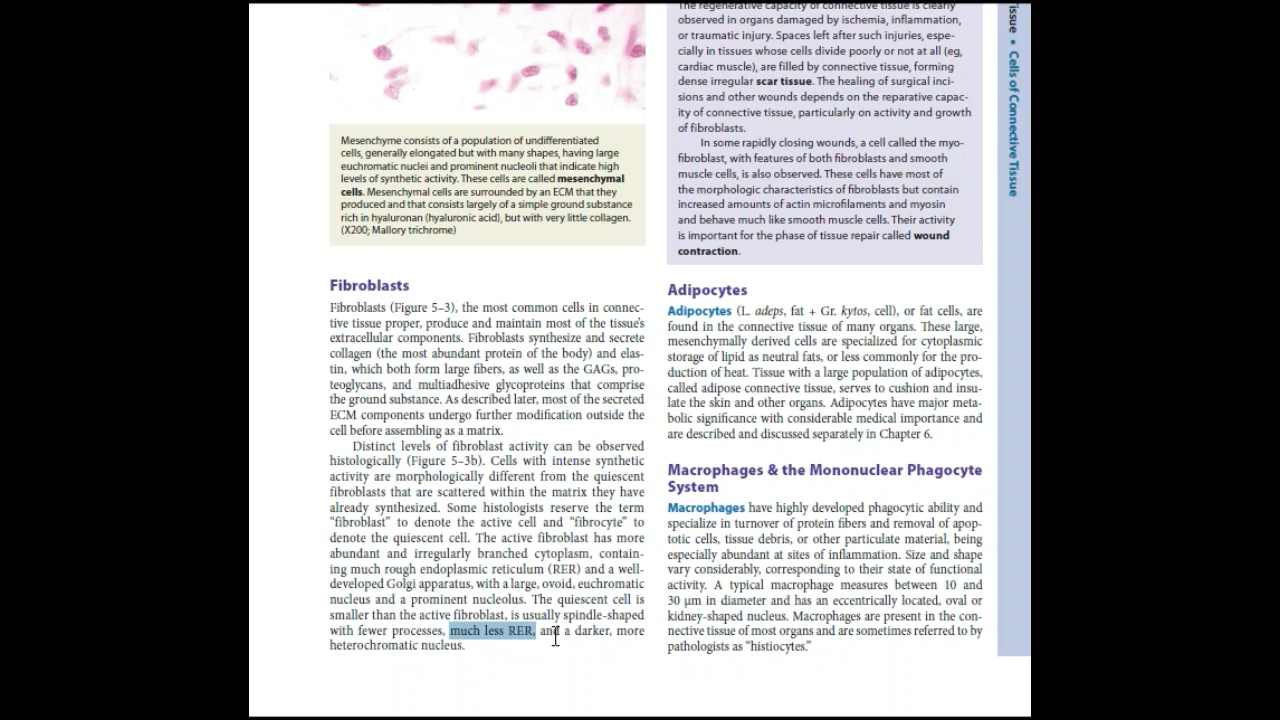 Mesenchyme consists of a population of undifferentiated
cells, generally elongated but with many shapes, having large
euchromatic nuclei and prominent nucleoli that indicate high
levels of synthetic activity. These cells are called mesenchymal
cells. Mesenchymal cells are surrounded by an ECM that they
produced and that consists largely of a simple ground substance
rich in hyaluronan (hyaluronic acid), but with very little collagen.
(X200; Mallory trichrome)
Fibroblasts
Fibroblasts (Figure 5–3), the most common cells in connec-
tive tissue proper, produce and maintain most of the tissue's
extracellular components. Fibroblasts synthesize and secrete
collagen (the most abundant protein of the body) and elas-
tin, which both form large fibers, as well as the GAGs, pro-
teoglycans, and multiadhesive glycoproteins that comprise
the ground substance. As described later, most of the secreted
ECM components undergo further modification outside the
cell before assembling as a matrix.
Distinct levels of fibroblast activity can be observed
histologically (Figure 5–3b). Cells with intense synthetic
activity are morphologically different from the quiescent
fibroblasts that are scattered within the matrix they have
already synthesized. Some histologists reserve the term
“fibroblast” to denote the active cell and “fibrocyte” to
denote the quiescent cell. The active fibroblast has more
abundant and irregularly branched cytoplasm, contain-
ing much rough endoplasmic reticulum (RER) and a well-
developed Golgi apparatus, with a large, ovoid, euchromatic
nucleus and a prominent nucleolus. The quiescent cell is
smaller than the active fibroblast, is usually spindle-shaped
with fewer processes, much less RER, and a darker, more
heterochromatic nucleus.
The regenerative capacity of connective tissue is clearly
observed in organs damaged by ischemia, inflammation,
or traumatic injury. Spaces left after such injuries, espe-
cially in tissues whose cells divide poorly or not at all (eg,
cardiac muscle), are filled by connective tissue, forming
dense irregular scar tissue. The healing of surgical inci-
sions and other wounds depends on the reparative capac-
ity of connective tissue, particularly on activity and growth
of fibroblasts.
In some rapidly closing wounds, a cell called the myo-
fibroblast, with features of both fibroblasts and smooth
muscle cells, is also observed. These cells have most of
the morphologic characteristics of fibroblasts but contain
increased amounts of actin microfilaments and myosin
and behave much like smooth muscle cells. Their activity
is important for the phase of tissue repair called wound
contraction.
Adipocytes
Adipocytes (L. adeps, fat + Gr. kytos, cell), or fat cells, are
found in the connective tissue of many organs. These large,
mesenchymally derived cells are specialized for cytoplasmic
storage of lipid as neutral fats, or less commonly for the pro-
duction of heat. Tissue with a large population of adipocytes,
called adipose connective tissue, serves to cushion and insu-
late the skin and other organs. Adipocytes have major meta-
bolic significance with considerable medical importance and
are described and discussed separately in Chapter 6.
Macrophages & the Mononuclear Phagocyte
System
Macrophages have highly developed phagocytic ability and
specialize in turnover of protein fibers and removal of apop-
totic cells, tissue debris, or other particulate material, being
especially abundant at sites of inflammation. Size and shape
vary considerably, corresponding to their state of functional
activity. A typical macrophage measures between 10 and
30 μm in diameter and has an eccentrically located, oval or
kidney-shaped nucleus. Macrophages are present in the con-
nective tissue of most organs and are sometimes referred to by
pathologists as “histiocytes.”
issue ▪ Cells of Connective Tissue